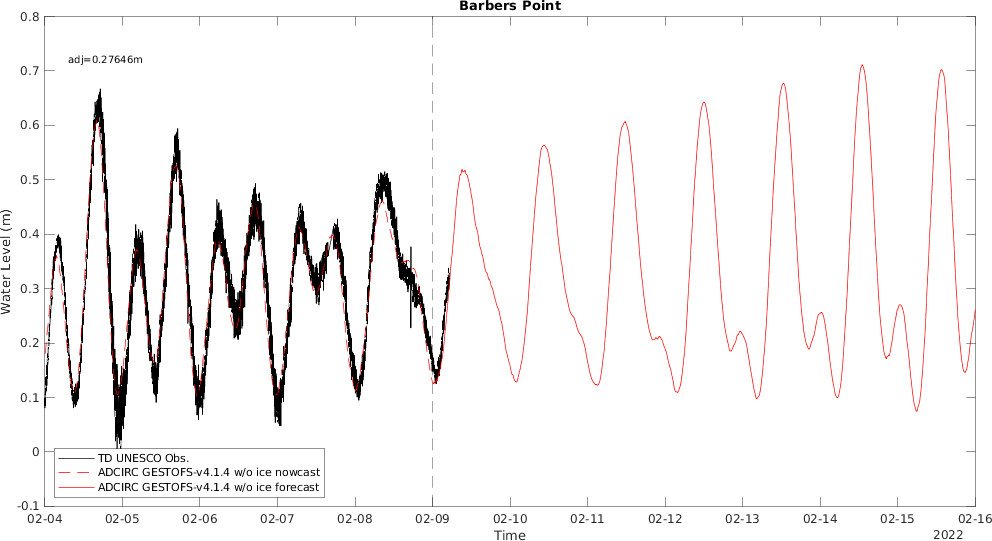 Barbers Point
0.8
0.7
0.6
0.5
0.4
0.3
0.2
0.1
0
-0.1
Water Level (m)
adj=0.27646m
TD UNESCO Obs.
ADCIRC GESTOFS-v4.1.4 w/o ice nowcast
ADCIRC GESTOFS-v4.1.4 w/o ice forecast
02-04 02-05 02-06 02-07 02-08 02-09 02-10 02-11 02-12 02-13 02-14 02-15 02-16
Time
2022